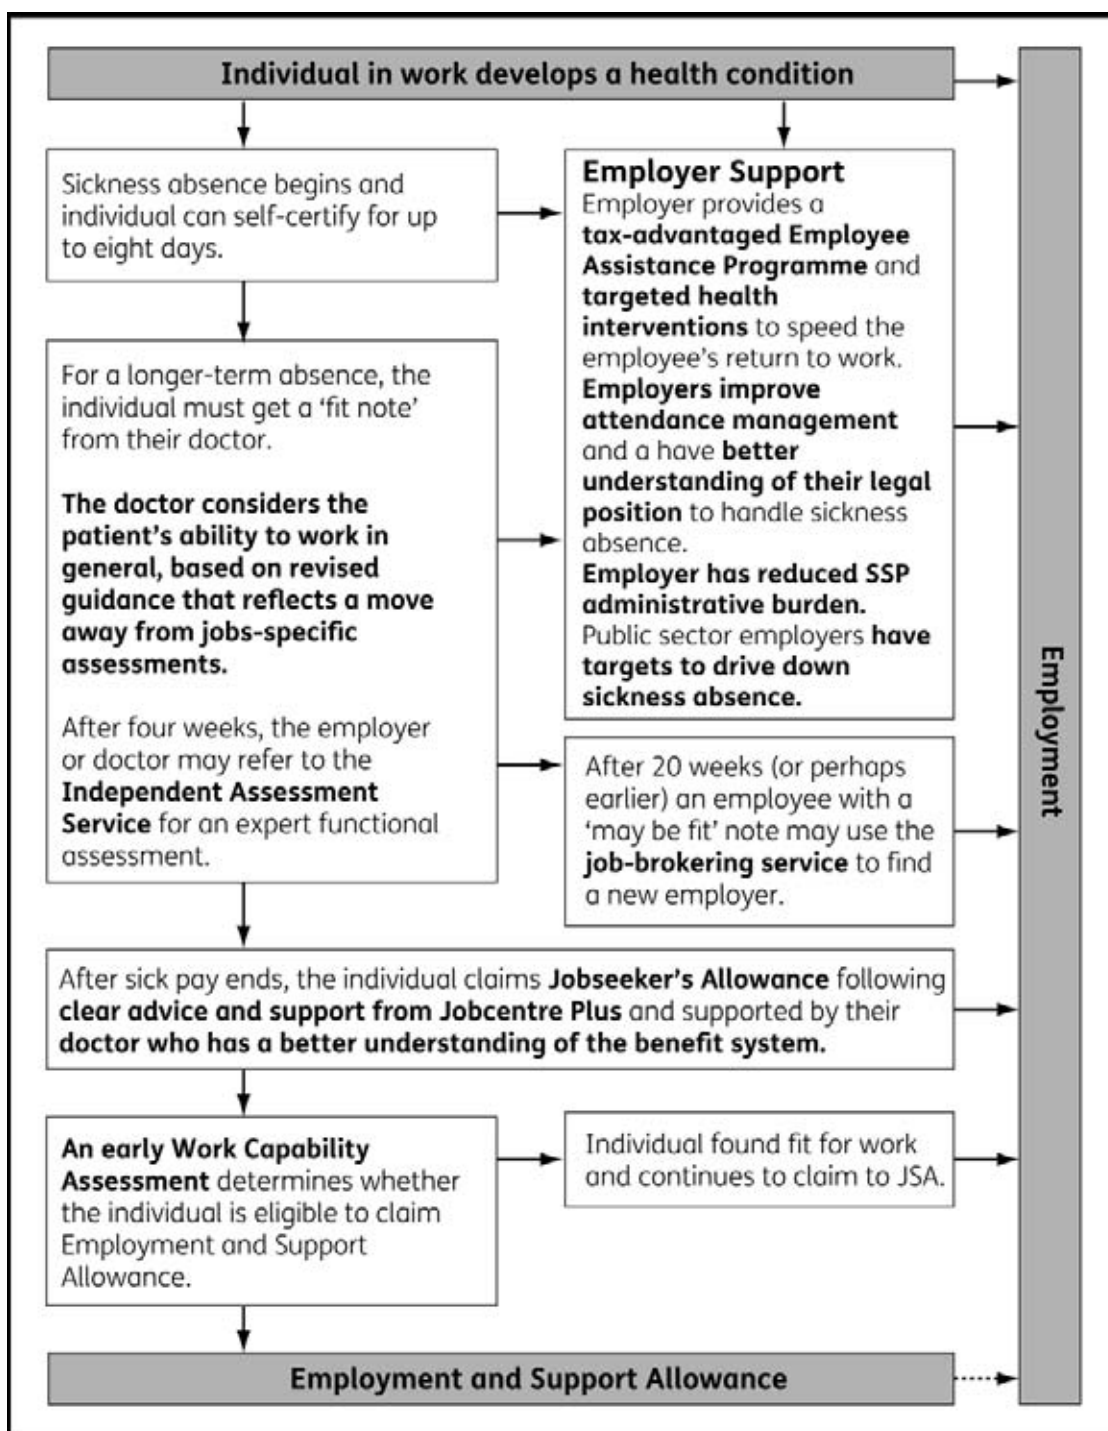 Individual in work develops a health condition
Sickness absence begins and
individual can self-certify for up
to eight days.
Employer Support
Employer provides a
tax-advantaged Employee
Assistance Programme and
targeted health
interventions to speed the
employee's return to work.
Employers improve
attendance management
and a have better
understanding of their legal
position to handle sickness
absence.
Employer has reduced SSP
administrative burden.
Public sector employers have
targets to drive down
sickness absence.
For a longer-term absence, the
individual must get a 'fit note'
from their doctor.
The doctor considers the
patient's ability to work in
general, based on revised
guidance that reflects a move
away from jobs-specific
assessments.
After four weeks, the employer
or doctor may refer to the
Independent Assessment
Service for an expert functional
assessment.
After 20 weeks (or perhaps
earlier) an employee with a
'may be fit' note may use the
job-brokering service to find
a new employer.
After sick pay ends, the individual claims Jobseeker's Allowance following
clear advice and support from Jobcentre Plus and supported by their
doctor who has a better understanding of the benefit system.
An early Work Capability
Assessment determines whether
the individual is eligible to claim
Employment and Support
Allowance.
Individual found fit for work
and continues to claim to JSA.
Employment and Support Allowance
Employment